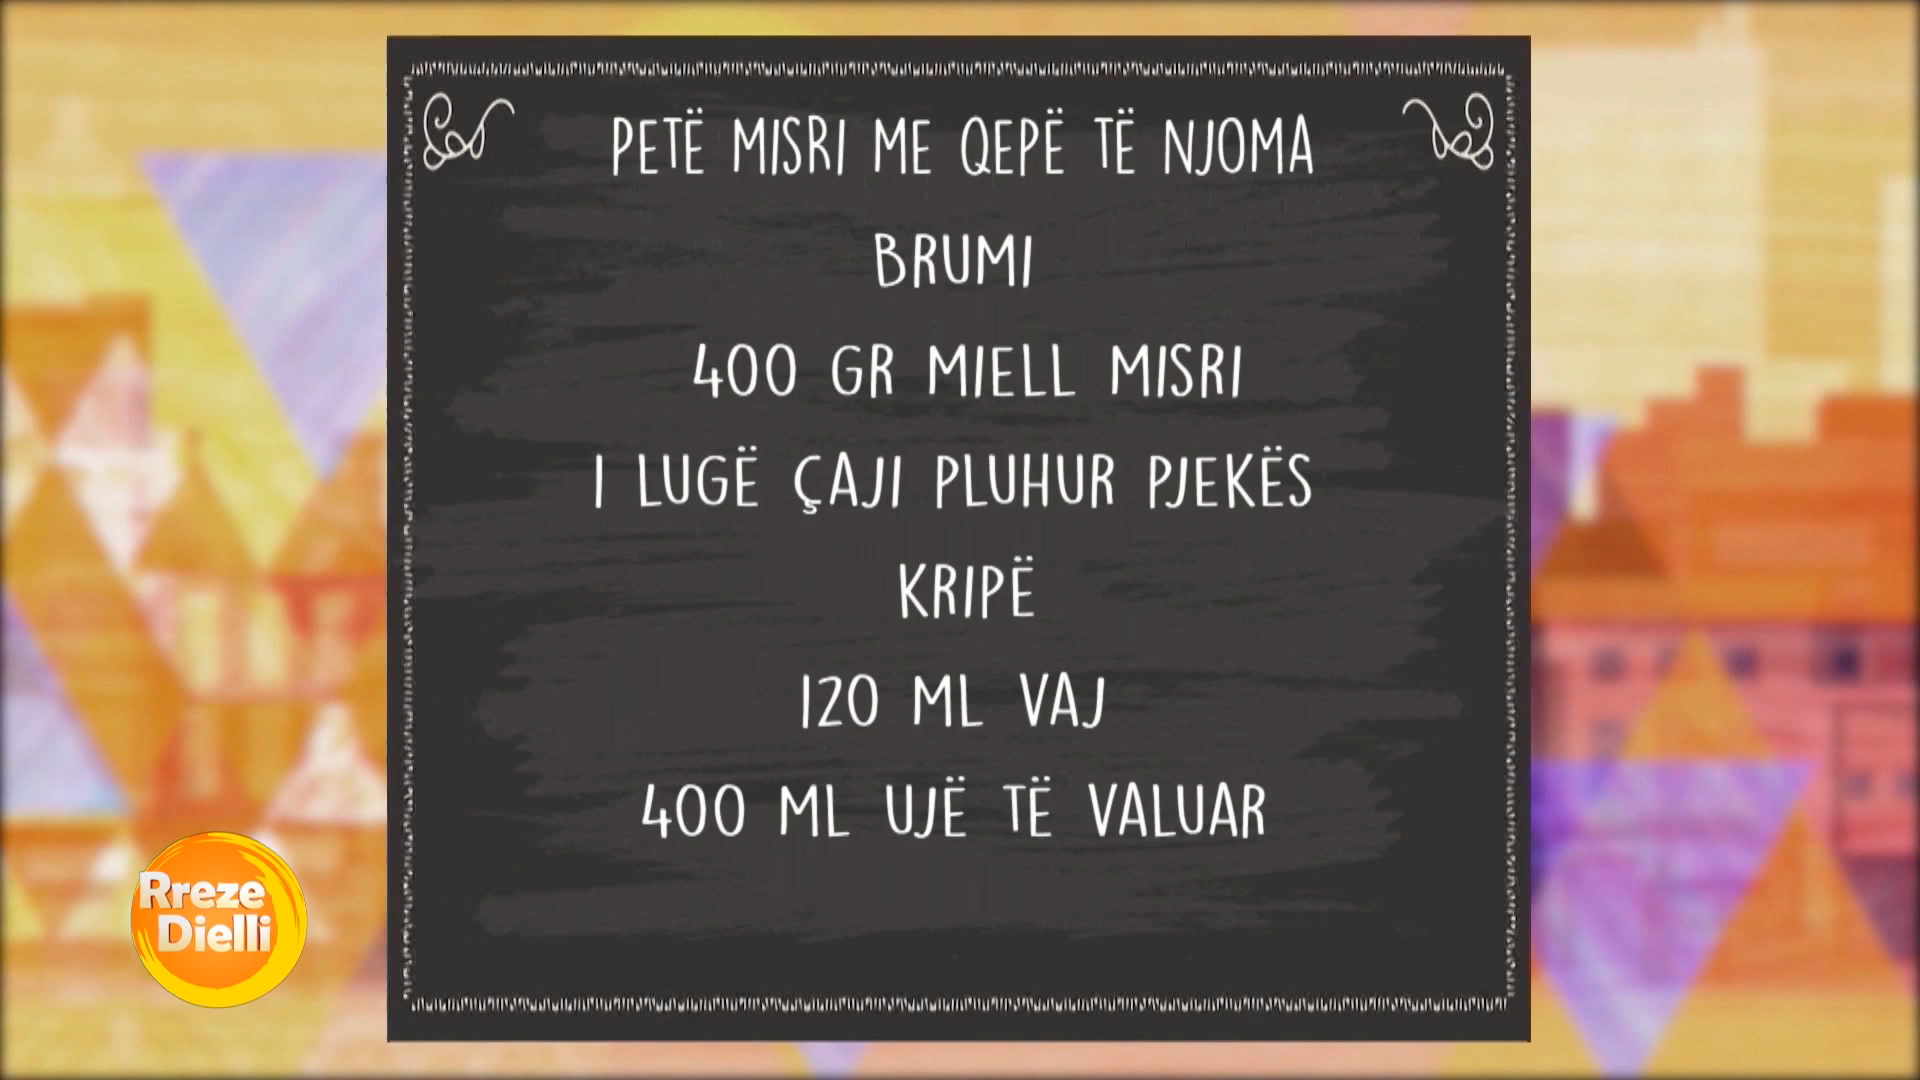 PETË MISRI ME QEPË TË NJOMA
BRUMI
400 GR MIELL MISRI
1 LUGË ÇAJI PLUHUR PJEKËS
KRIPË
120 ML VAJ
400 ML UJË TË VALUAR
Rreze
Dielli